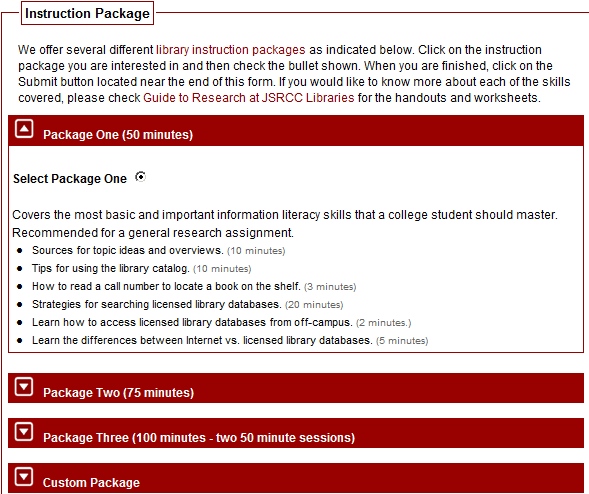 Instruction Package
We offer several different library instruction packages as indicated below. Click on the instruction
package you are interested in and then check the bullet shown. When you are finished, click on the
Submit button located near the end of this form. If you would like to know more about each of the skills
covered, please check Guide to Research at JSRCC Libraries for the handouts and worksheets.
Package One (50 minutes)
Select Package One
Covers the most basic and important information literacy skills that a college student should master.
Recommended for a general research assignment.
• Sources for topic ideas and overviews. (10 minutes)
• Tips for using the library catalog. (10 minutes)
• How to read a call number to locate a book on the shelf. (3 minutes)
• Strategies for searching licensed library databases. (20 minutes)
• Learn how to access licensed library databases from off-campus. (2 minutes.)
• Learn the differences between Internet vs. licensed library databases. (5 minutes)
Package Two (75 minutes)
Package Three (100 minutes - two 50 minute sessions)
Custom Package